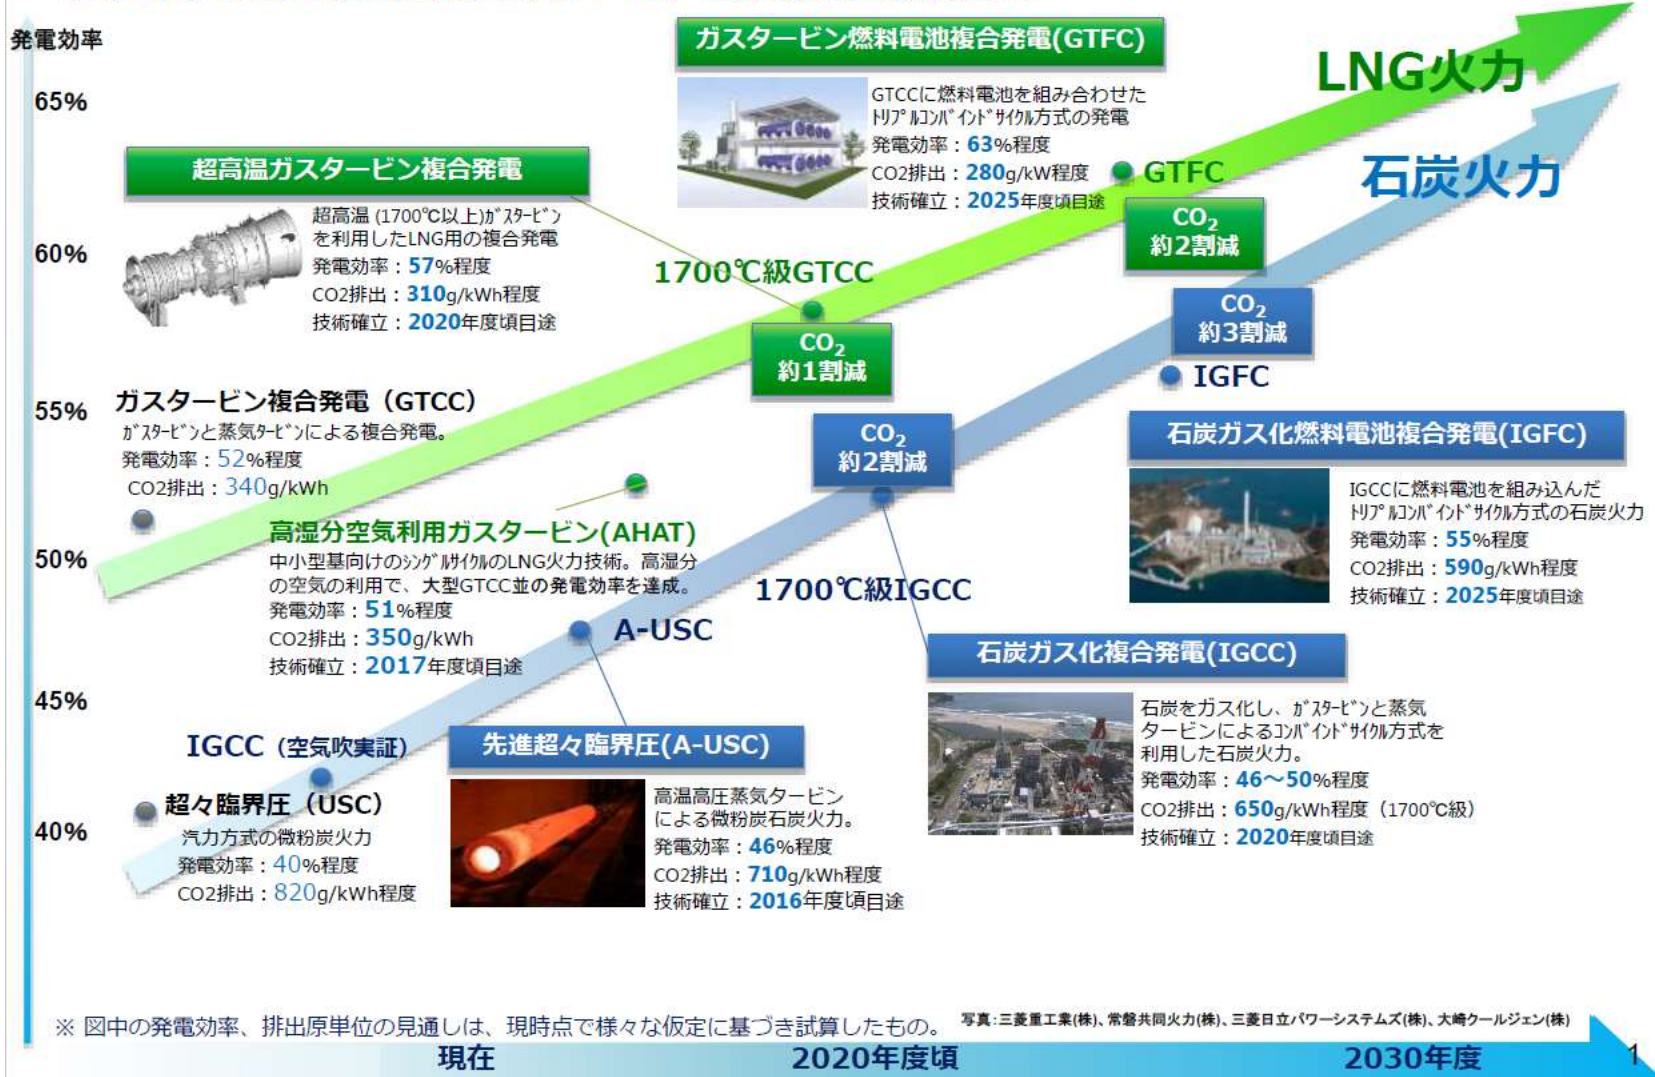 発電効率
65%
60%
55%
50%
45%
40%
ガスタービン燃料電池複合発電(GTFC)
GTCCに燃料電池を組み合わせた
ﾄﾘﾌﾟﾙｺﾝﾊﾞｲﾝﾄﾞｻｲｸﾙ方式の発電
発電効率：63%程度
CO2排出：280g/kW程度
技術確立：2025年度頃目途
LNG火力
石炭火力
GTFC
CO₂
約2割減
超高温ガスタービン複合発電
超高温 (1700℃以上)ｶﾞｽﾀｰﾋﾞﾝ
を利用したLNG用の複合発電
発電効率：57%程度
CO2排出：310g/kWh程度
技術確立：2020年度頃目途
1700℃級GTCC
CO₂
約1割減
CO₂
約3割減
IGFC
ガスタービン複合発電（GTCC）
ｶﾞｽﾀｰﾋﾞﾝと蒸気ﾀｰﾋﾞﾝによる複合発電。
発電効率：52%程度
CO2排出：340g/kWh
CO₂
約2割減
石炭ガス化燃料電池複合発電(IGFC)
IGCCに燃料電池を組み込んだ
ﾄﾘﾌﾟﾙｺﾝﾊﾞｲﾝﾄﾞｻｲｸﾙ方式の石炭火力
発電効率：55%程度
CO2排出：590g/kWh程度
技術確立：2025年度頃目途
高湿分空気利用ガスタービン(AHAT)
中小型基向けのｼﾝｸﾞﾙｻｲｸﾙのLNG火力技術。高湿分
の空気の利用で、大型GTCC並の発電効率を達成。
発電効率：51%程度
CO2排出：350g/kWh
技術確立：2017年度頃目途
1700℃級IGCC
A-USC
石炭ガス化複合発電(IGCC)
石炭をガス化し、ｶﾞｽﾀｰﾋﾞﾝと蒸気
タービンによるｺﾝﾊﾞｲﾝﾄﾞｻｲｸﾙ方式を
利用した石炭火力。
発電効率：46～50%程度
CO2排出：650g/kWh程度（1700℃級）
技術確立：2020年度頃目途
IGCC（空気吹実証）
先進超々臨界圧(A-USC)
高温高圧蒸気タービン
による微粉炭石炭火力。
発電効率：46%程度
CO2排出：710g/kWh程度
技術確立：2016年度頃目途
超々臨界圧（USC）
汽力方式の微粉炭火力
発電効率：40%程度
CO2排出：820g/kWh程度
※ 図中の発電効率、排出原単位の見通しは、現時点で様々な仮定に基づき試算したもの。
写真：三菱重工業(株)、常磐共同火力(株)、三菱日立パワーシステムズ(株)、大崎クールジェン(株)
現在
2020年度頃
2030年度
1